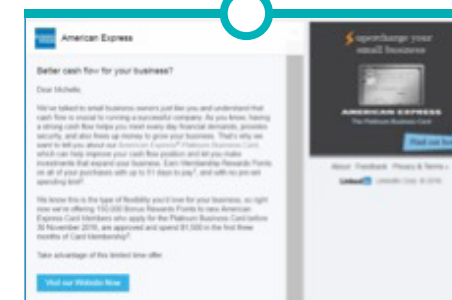 American Express
Better cash flow for your business?
Dear Michelle,
We've talked to small business owners just like you and understand that
cash flow is crucial to running a successful company. As you know, having
a strong cash flow helps you meet every day financial demands, provides
security, and also frees up money to grow your business. That's why we
want to tell you about our American Express® Platinum Business Card,
which can help improve your cash flow position and let you make
investments that expand your business. Earn Membership Rewards Points
on all of your purchases with up to 51 days to pay², and with no pre-set
spending limit³.
We know this is the type of flexibility you'd love for your business, so right
now we're offering 150,000 Bonus Rewards Points to new American
Express Card Members who apply for the Platinum Business Card before
30 November 2016, are approved and spend $1,500 in the first three
months of Card Membership¹.
Take advantage of this limited time offer.
Visit our Website Now
Supercharge your
small business
AMERICAN EXPRESS
The Platinum Business Card
Find out
About Feedback Privacy & Terms
LinkedIn LinkedIn Corp. © 2016